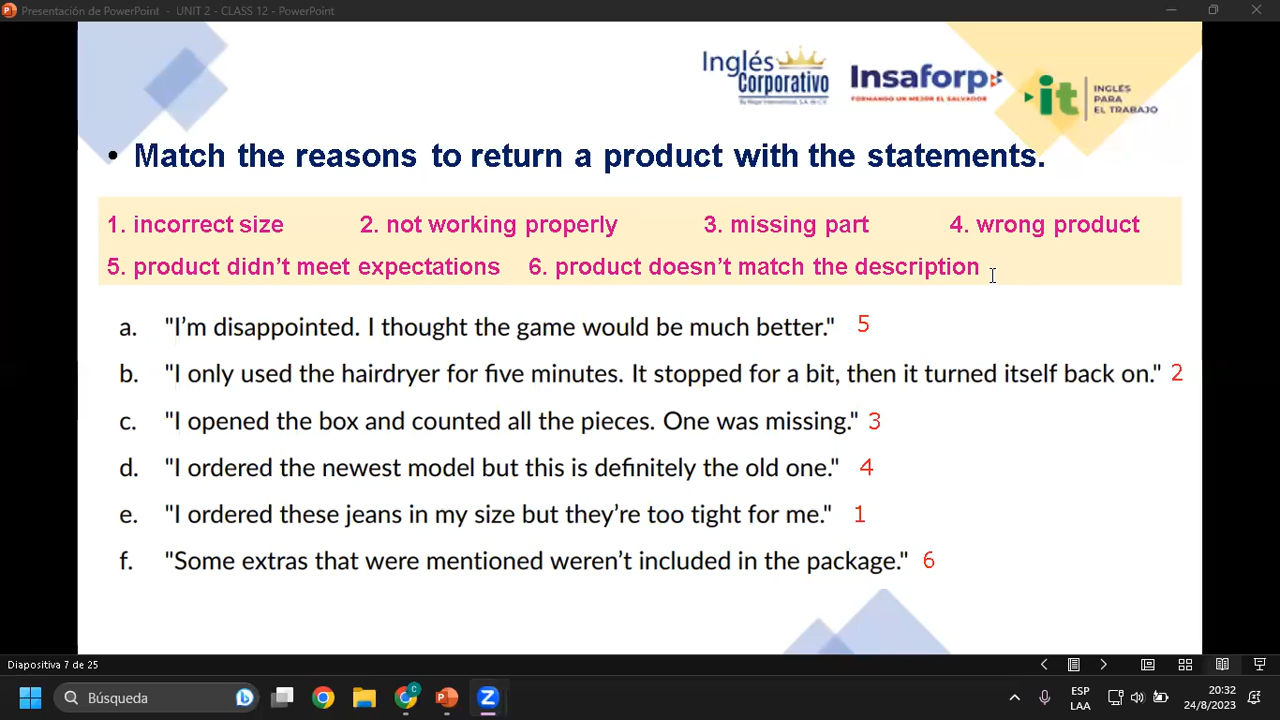 Presentación de PowerPoint - UNIT 2 - CLASS 12 - PowerPoint
Inglés
Corporativo
Insaforp
FORMANDO UN MEJOR EL SALVADOR
it
INGLÉS
PARA
EL TRABAJO
• Match the reasons to return a product with the statements.
1. incorrect size 2. not working properly 3. missing part 4. wrong product
5. product didn't meet expectations 6. product doesn't match the description
a. "I'm disappointed. I thought the game would be much better." 5
b. "I only used the hairdryer for five minutes. It stopped for a bit, then it turned itself back on." 2
c. "I opened the box and counted all the pieces. One was missing." 3
d. "I ordered the newest model but this is definitely the old one." 4
e. "I ordered these jeans in my size but they're too tight for me." 1
f. "Some extras that were mentioned weren't included in the package." 6
Diapositiva 7 de 25
Búsqueda
ESP
LAA
20:32
24/8/2023